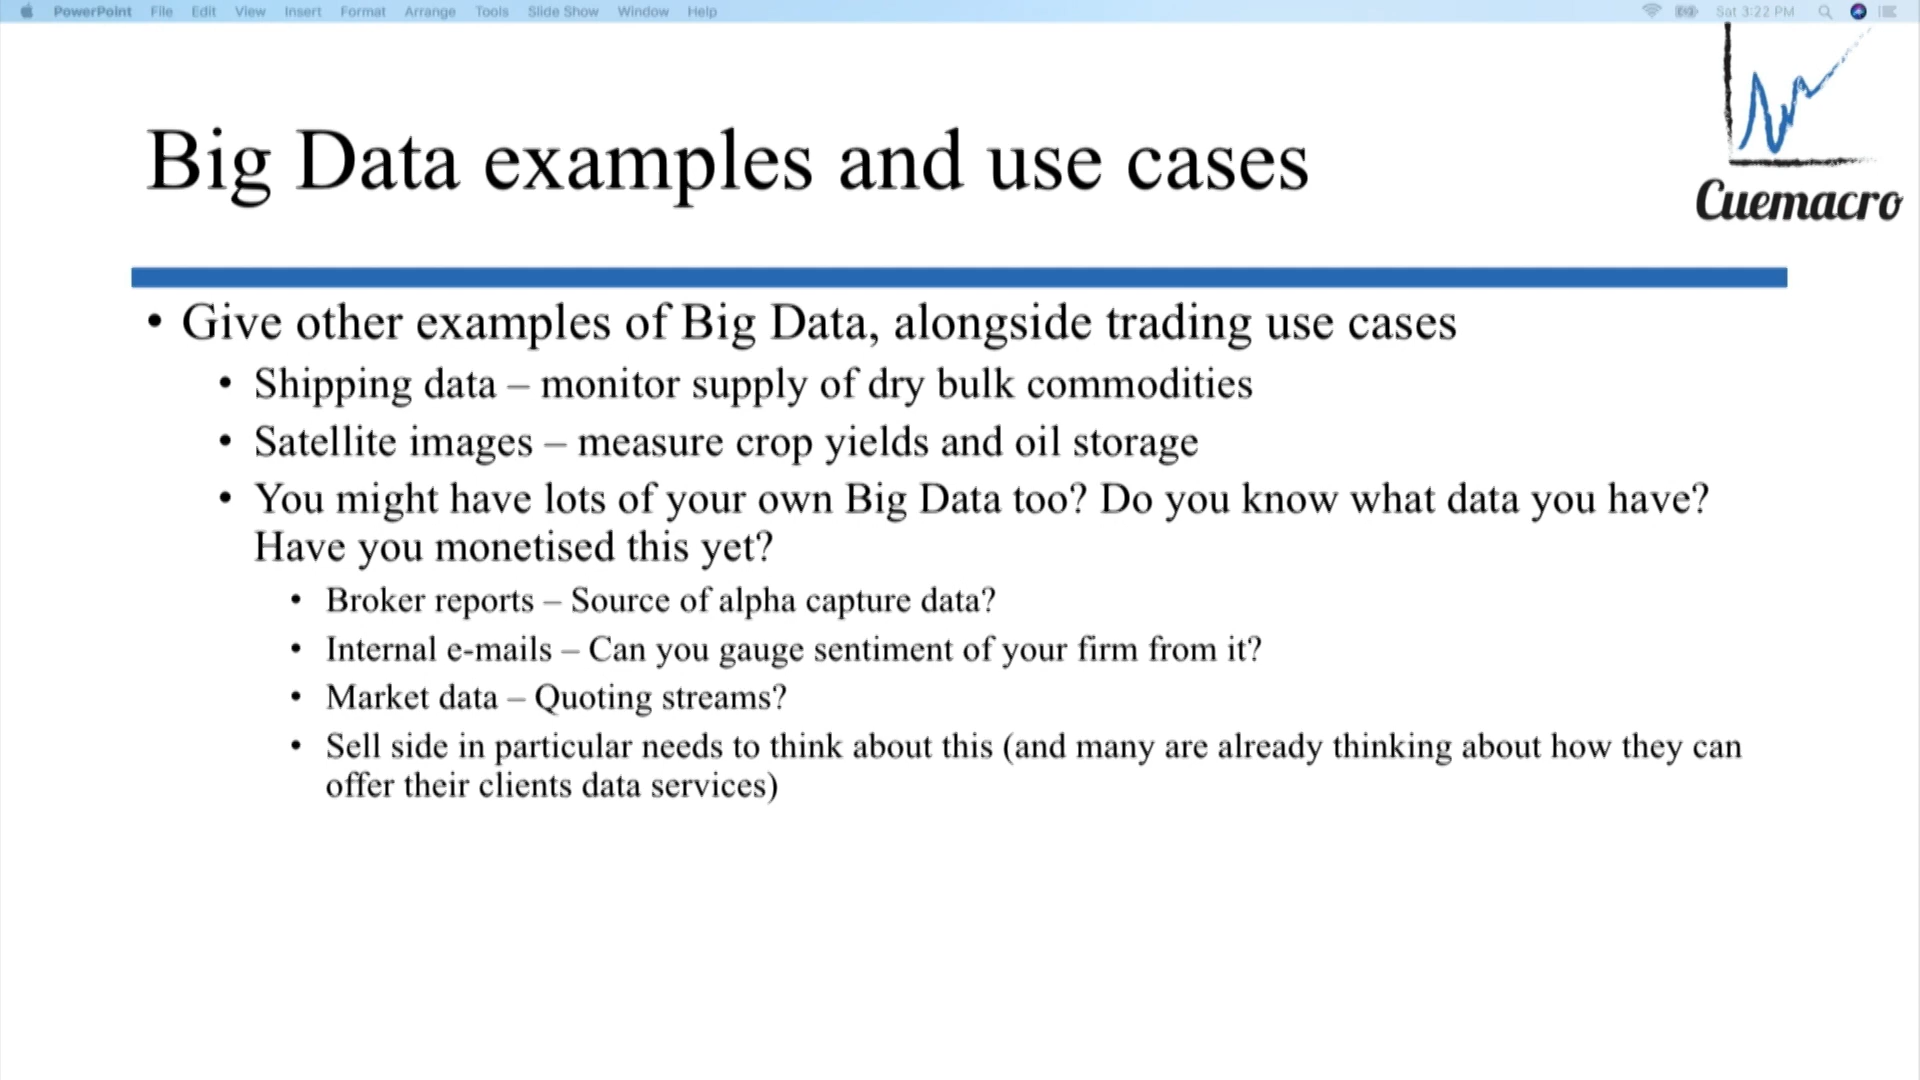 PowerPoint File Edit View Insert Format Arrange Tools Slide Show Window Help Sat 3:22 PM
Cuemacro
Big Data examples and use cases
• Give other examples of Big Data, alongside trading use cases
• Shipping data – monitor supply of dry bulk commodities
• Satellite images – measure crop yields and oil storage
• You might have lots of your own Big Data too? Do you know what data you have?
Have you monetised this yet?
• Broker reports – Source of alpha capture data?
• Internal e-mails – Can you gauge sentiment of your firm from it?
• Market data – Quoting streams?
• Sell side in particular needs to think about this (and many are already thinking about how they can
offer their clients data services)